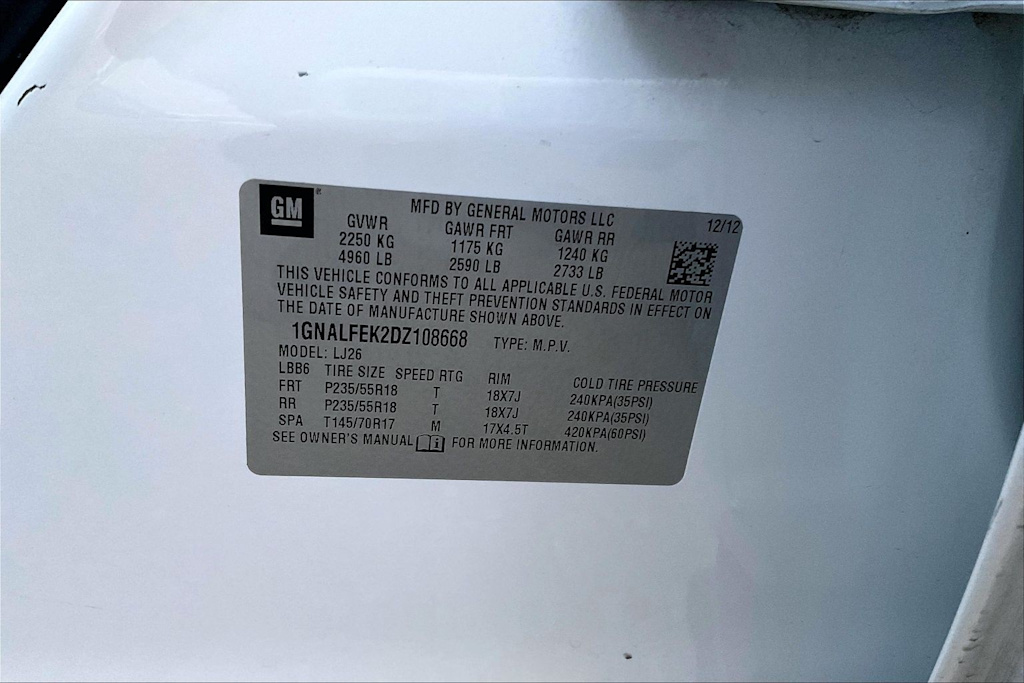 GM
MFD BY GENERAL MOTORS LLC 12/12
GVWR GAWR FRT GAWR RR
2250 KG 1175 KG 1240 KG
4960 LB 2590 LB 2733 LB
THIS VEHICLE CONFORMS TO ALL APPLICABLE U.S. FEDERAL MOTOR
VEHICLE SAFETY AND THEFT PREVENTION STANDARDS IN EFFECT ON
THE DATE OF MANUFACTURE SHOWN ABOVE.
1GNALFEK2DZ108668 TYPE: M.P.V.
MODEL: LJ26
LBB6 TIRE SIZE SPEED RTG RIM COLD TIRE PRESSURE
FRT P235/55R18 T 18X7J 240KPA(35PSI)
RR P235/55R18 T 18X7J 240KPA(35PSI)
SPA T145/70R17 M 17X4.5T 420KPA(60PSI)
SEE OWNER'S MANUAL FOR MORE INFORMATION.